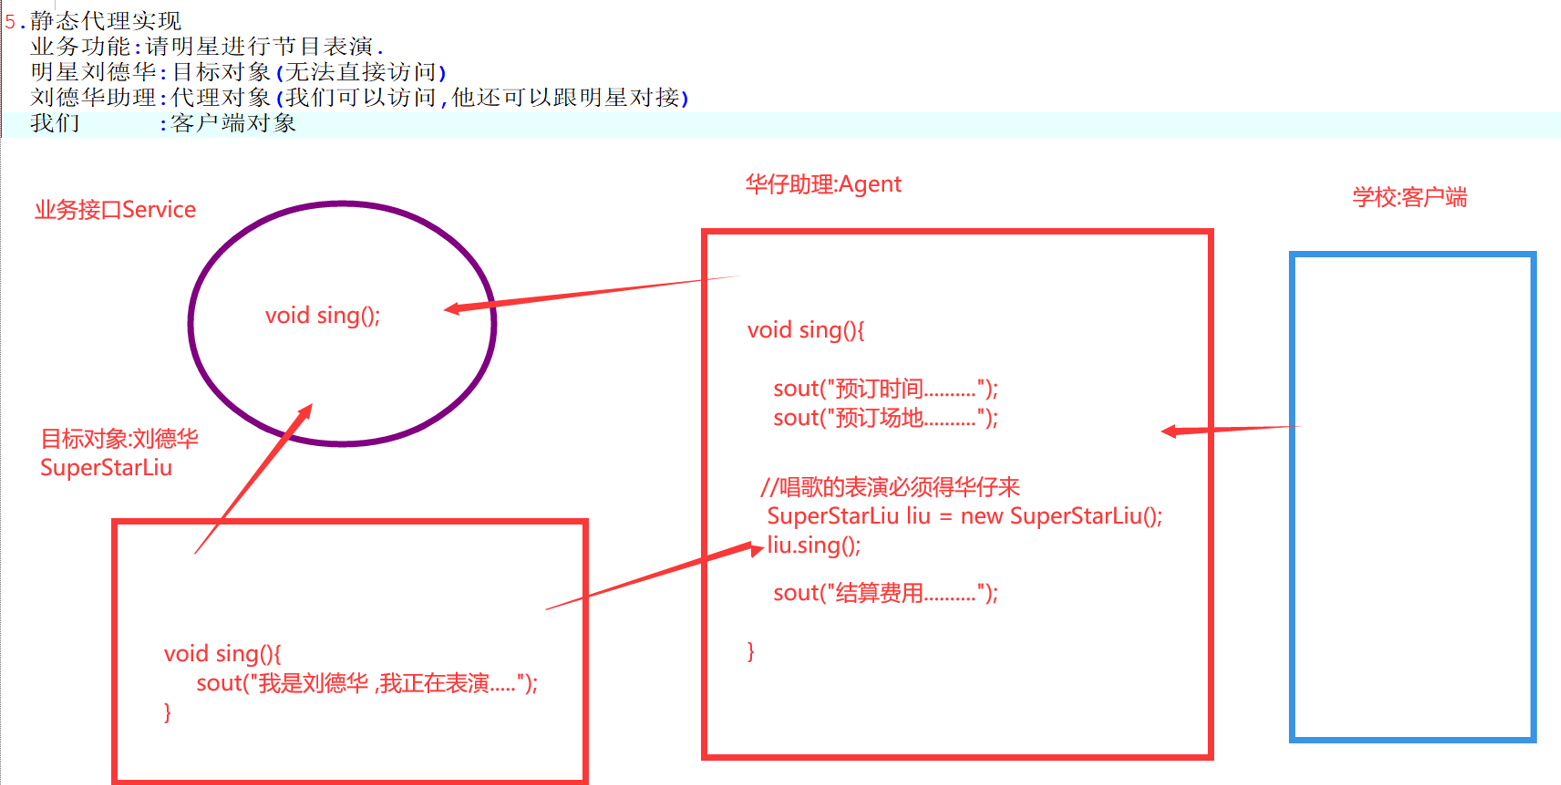 5.静态代理实现
业务功能:请明星进行节目表演.
明星刘德华:目标对象(无法直接访问)
刘德华助理:代理对象(我们可以访问,他还可以跟明星对接)
我们      :客户端对象
业务接口Service
void sing();
目标对象:刘德华
SuperStarLiu
void sing(){
sout("我是刘德华 ,我正在表演.....");
}
华仔助理:Agent
void sing(){
sout("预订时间..........");
sout("预订场地..........");
//唱歌的表演必须得华仔来
SuperStarLiu liu = new SuperStarLiu();
liu.sing();
sout("结算费用..........");
}
学校:客户端